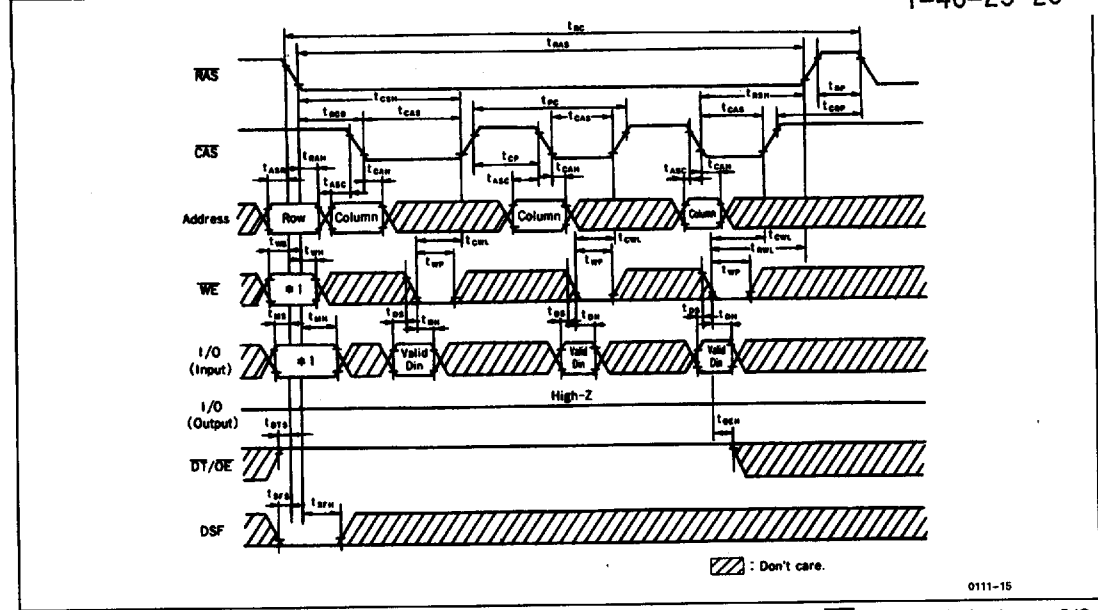 tRC
tRAS
RAS
tRP
tCSH
tPC
tRSH
tCRP
tRCD
tCAS
tCAS
tCAS
CAS
tCP
tASR
tRAH
tASC
tCAH
tASC
tCAH
tASC
tCAH
Address
Row
Column
Column
Column
tWS
tWH
tCWL
tCWL
tCWL
tRWL
tWP
tWP
tWP
WE
*1
tMS
tMH
tDS
tDH
tDS
tDH
tDS
tDH
I/O
(Input)
*1
Valid
Din
Valid
Din
Valid
Din
High-Z
I/O
(Output)
tDTS
tOEH
DT/OE
tSFS
tSFH
DSF
: Don't care.
0111-15